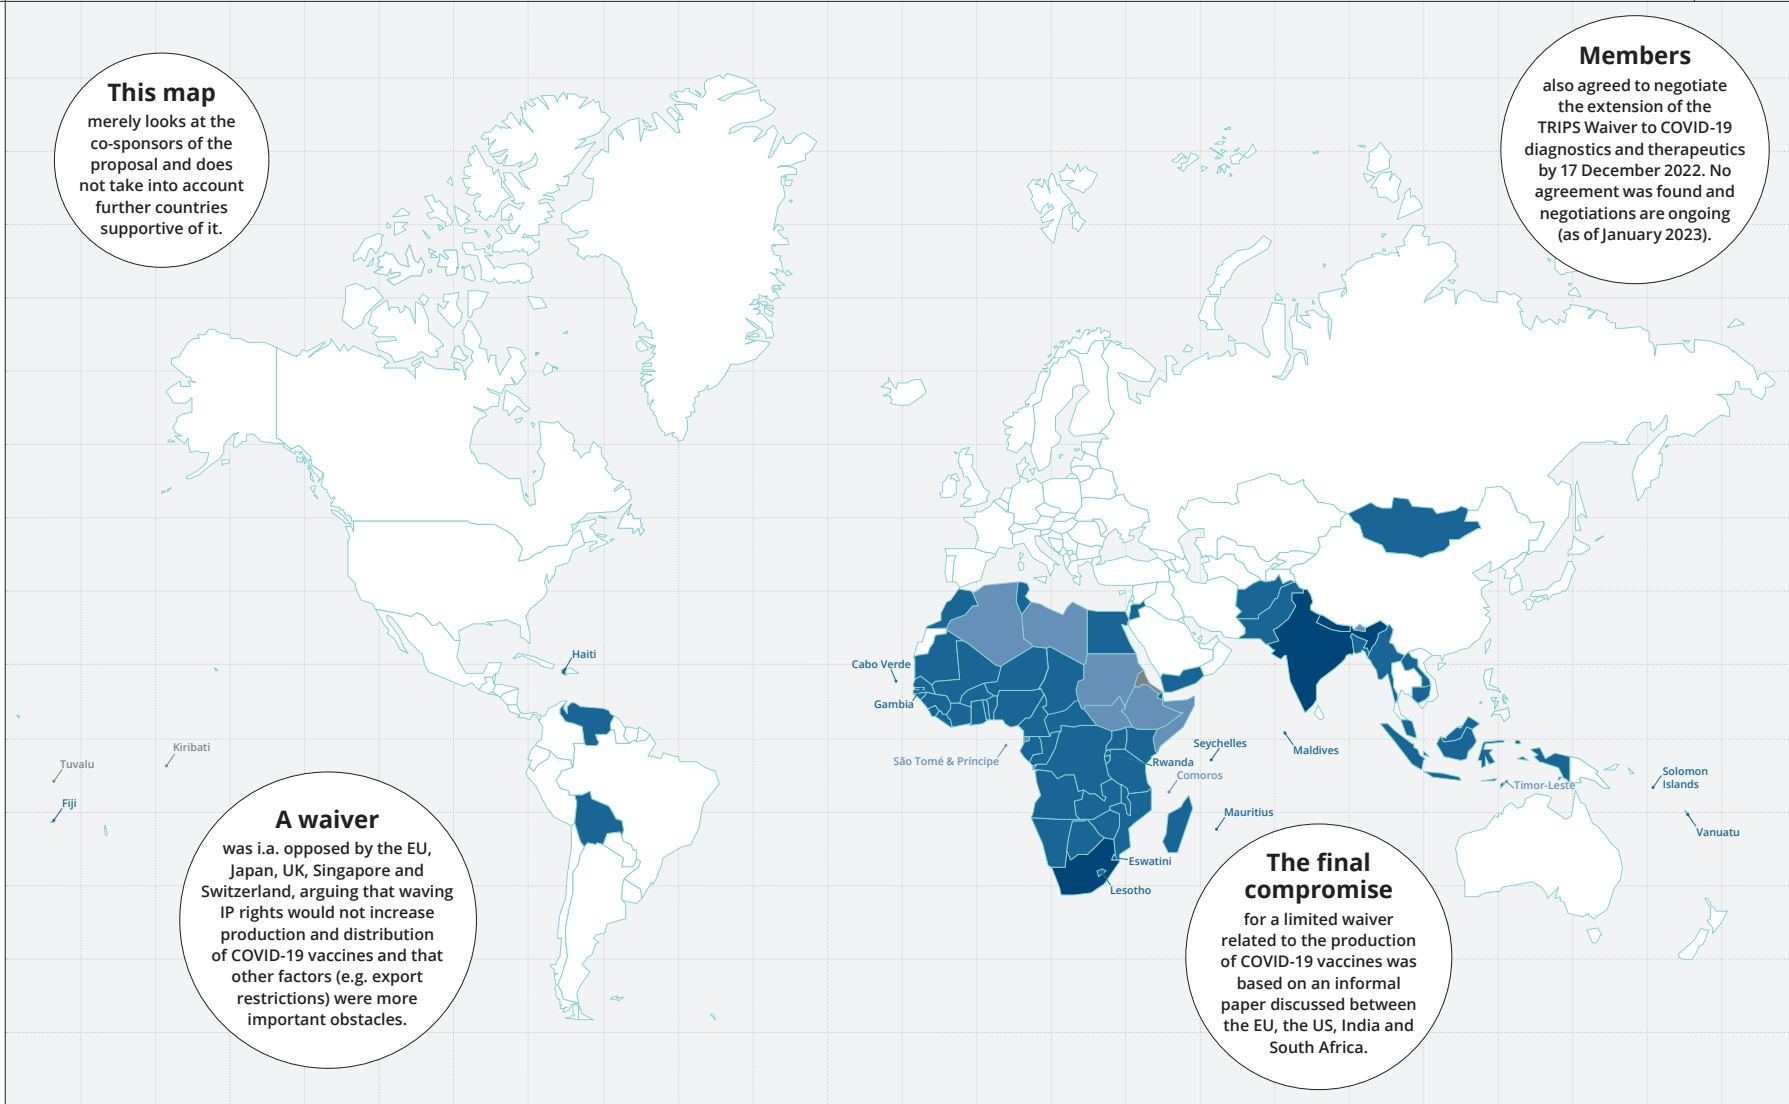 This map
merely looks at the
co-sponsors of the
proposal and does
not take into account
further countries
supportive of it.
Members
also agreed to negotiate
the extension of the
TRIPS Waiver to COVID-19
diagnostics and therapeutics
by 17 December 2022. No
agreement was found and
negotiations are ongoing
(as of January 2023).
Haiti
Cabo Verde
Gambia
São Tomé & Príncipe
Rwanda
Seychelles
Comoros
Maldives
Mauritius
Eswatini
Lesotho
Timor-Leste
Solomon
Islands
Vanuatu
Kiribati
Tuvalu
Fiji
A waiver
was i.a. opposed by the EU,
Japan, UK, Singapore and
Switzerland, arguing that waving
IP rights would not increase
production and distribution
of COVID-19 vaccines and that
other factors (e.g. export
restrictions) were more
important obstacles.
The final
compromise
for a limited waiver
related to the production
of COVID-19 vaccines was
based on an informal
paper discussed between
the EU, the US, India and
South Africa.